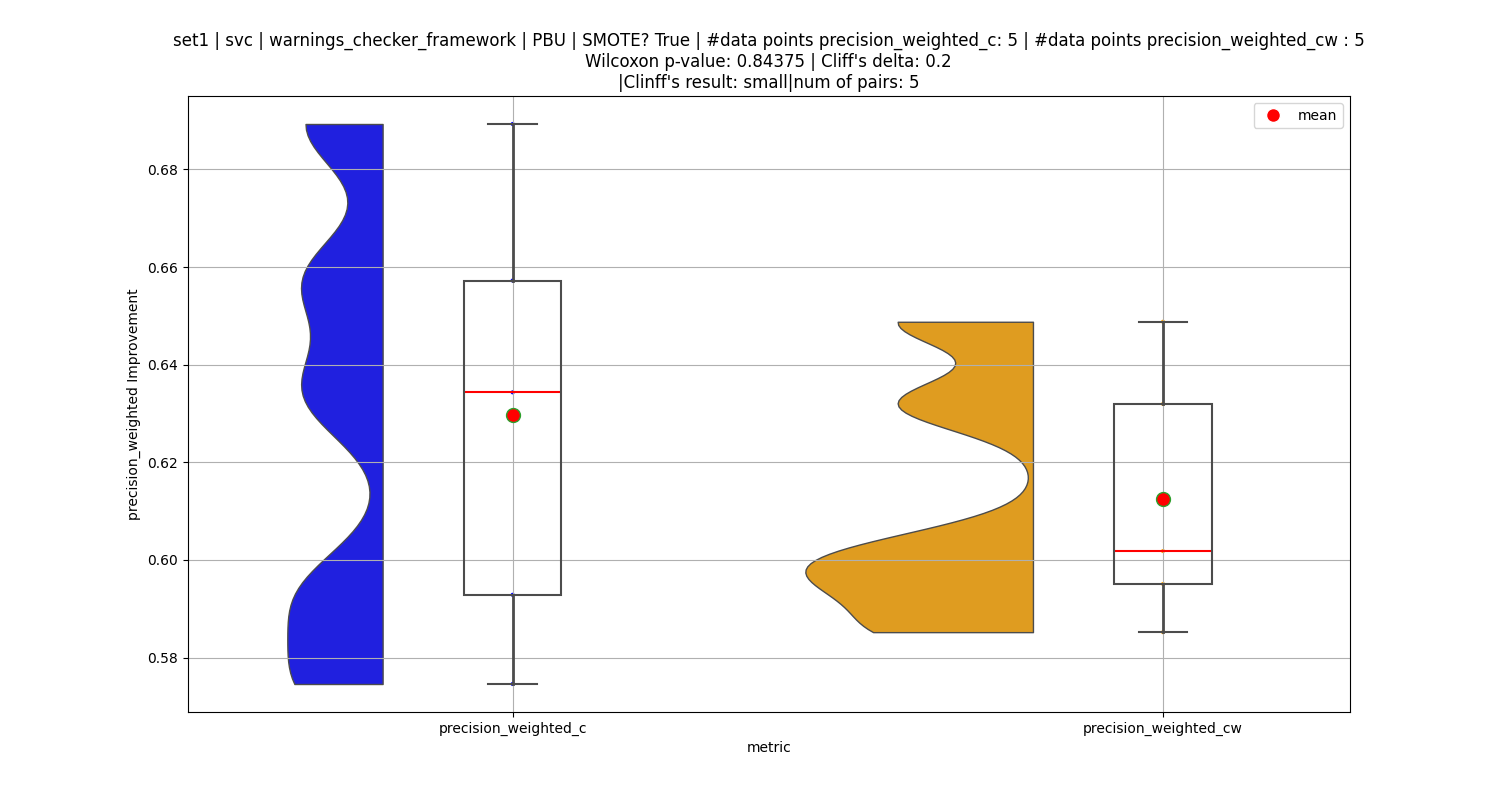 set1 | svc | warnings_checker_framework | PBU | SMOTE? True | #data points precision_weighted_c: 5 | #data points precision_weighted_cw : 5
Wilcoxon p-value: 0.84375 | Cliff's delta: 0.2
|Clinff's result: small|num of pairs: 5
mean
0.68
0.66
0.64
0.62
0.60
0.58
precision_weighted Improvement
precision_weighted_c
precision_weighted_cw
metric